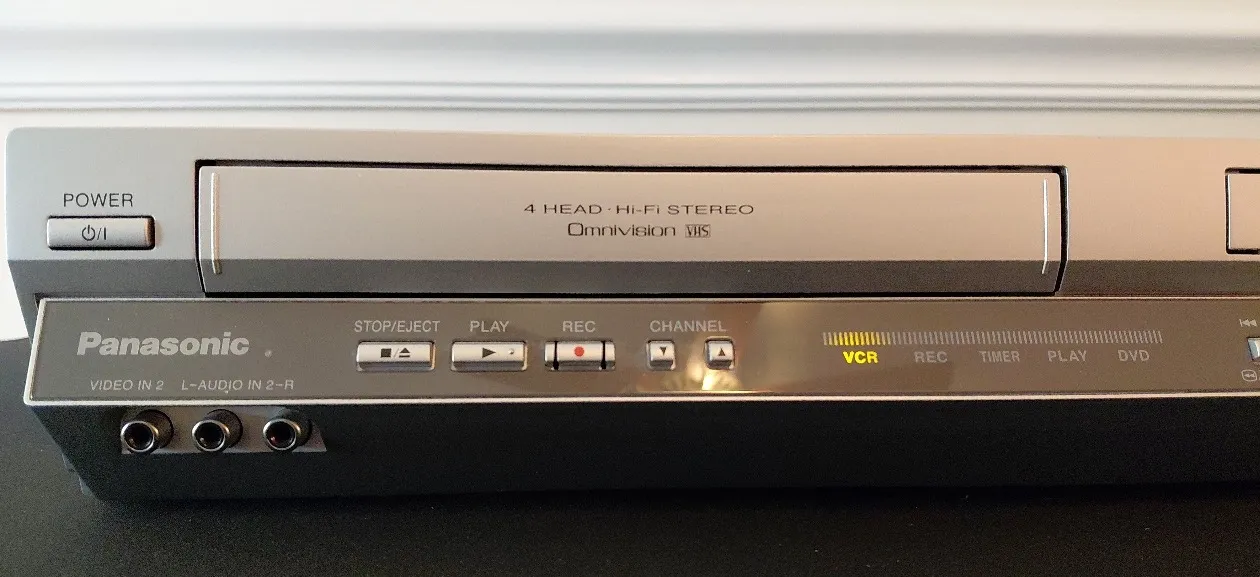 POWER
⏻/I
4 HEAD · Hi-Fi STEREO
Omnivision VHS
Panasonic
STOP/EJECT PLAY REC CHANNEL
VCR REC TIMER PLAY DVD
VIDEO IN 2 L-AUDIO IN 2-R